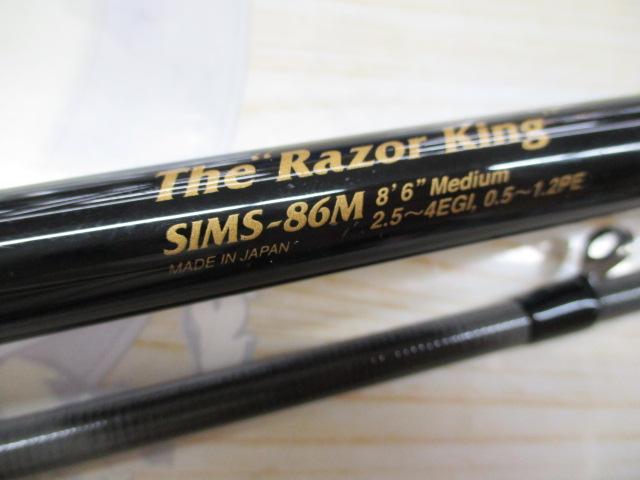 The "Razor King"
SIMS-86M 8'6" Medium
2.5～4EGI, 0.5～1.2PE
MADE IN JAPAN